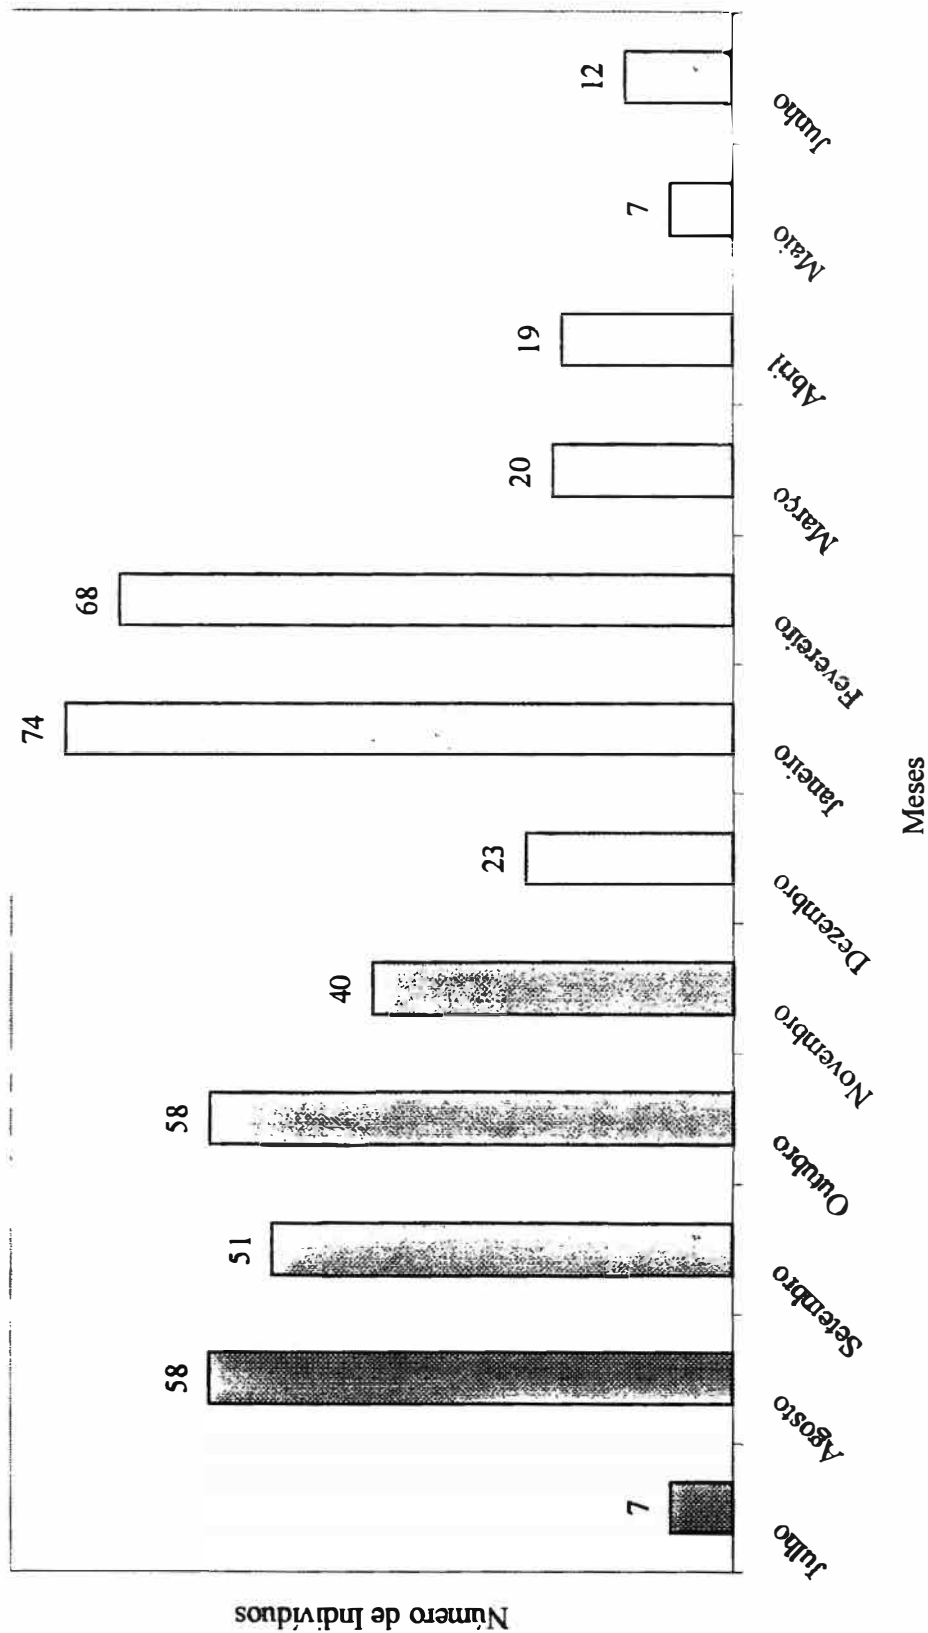 Número de Indivíduos
7
58
51
58
40
23
74
68
20
19
7
12
Julho
Agosto
Setembro
Outubro
Novembro
Dezembro
Janeiro
Fevereiro
Março
Abril
Maio
Junho
Meses